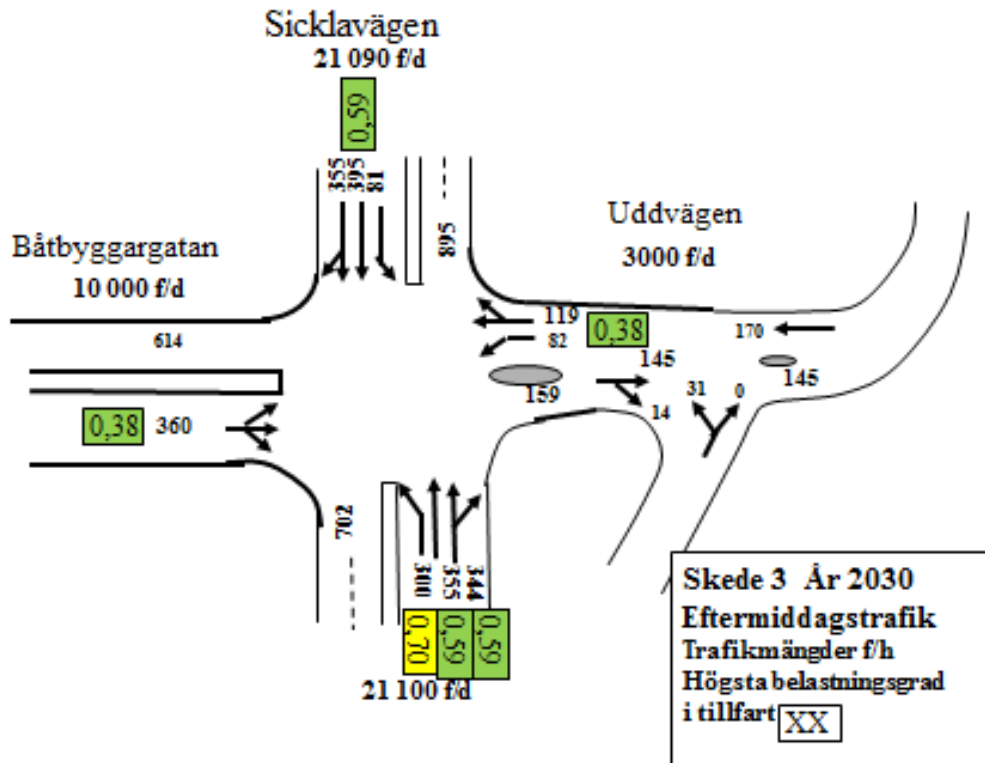 Sicklavägen
21 090 f/d
0,59
355
395
81
895
Uddvägen
3000 f/d
Båtbyggargatan
10 000 f/d
614
119
82
0,38
170
145
145
159
31
0
14
0,38
360
702
300
355
344
0,70
0,59
0,59
21 100 f/d
Skede 3 År 2030
Eftermiddagstrafik
Trafikmängder f/h
Högsta belastningsgrad
i tillfart XX